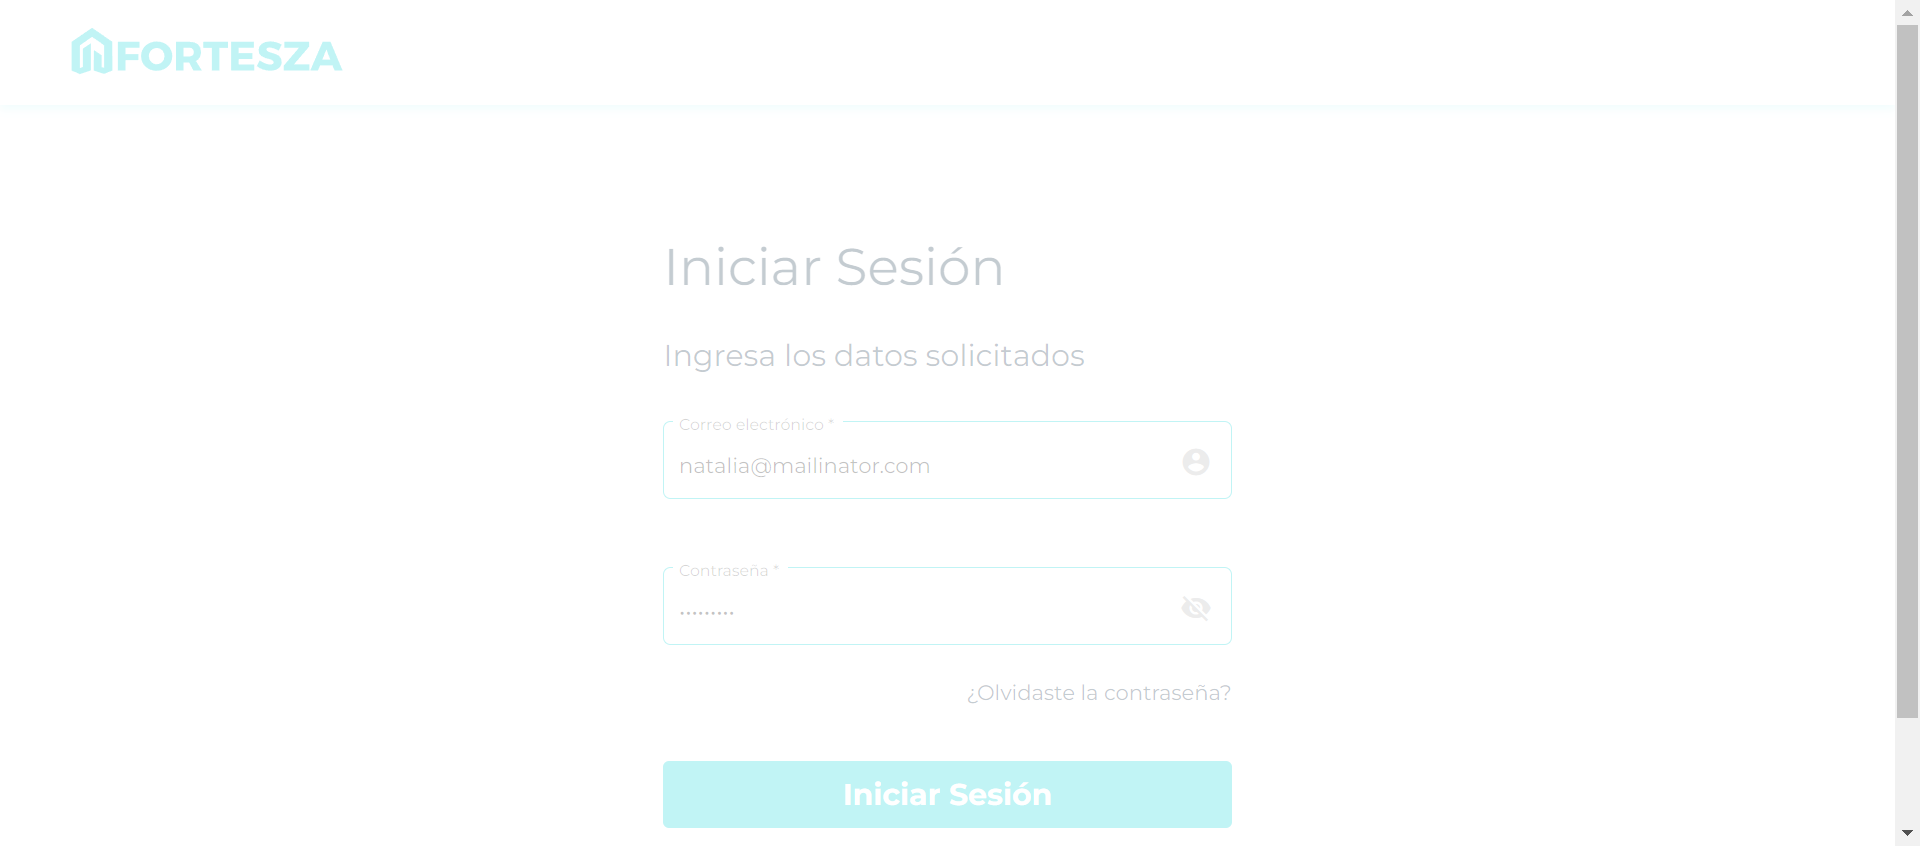 FORTESZA
Iniciar Sesión
Ingresa los datos solicitados
Correo electrónico *
natalia@mailinator.com
Contraseña *
•••••••••
¿Olvidaste la contraseña?
Iniciar Sesión